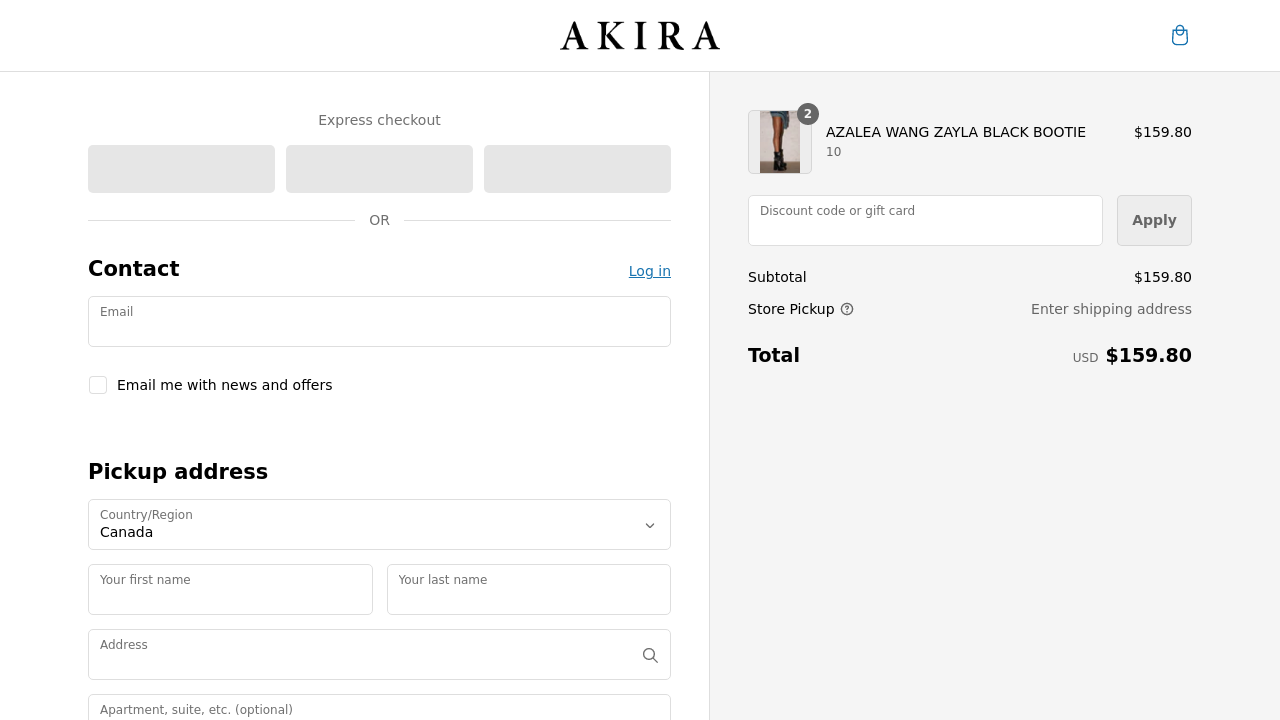 AKIRA
Express checkout
OR
Contact
Log in
Email
Email me with news and offers
Pickup address
Country/Region
Canada
Your first name
Your last name
Address
Apartment, suite, etc. (optional)
2
AZALEA WANG ZAYLA BLACK BOOTIE
$159.80
10
Discount code or gift card
Apply
Subtotal
$159.80
Store Pickup
Enter shipping address
Total
USD $159.80